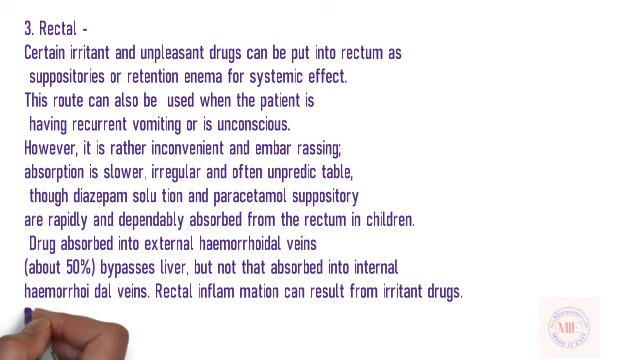 3. Rectal -
Certain irritant and unpleasant drugs can be put into rectum as
suppositories or retention enema for systemic effect.
This route can also be used when the patient is
having recurrent vomiting or is unconscious.
However, it is rather inconvenient and embar rassing;
absorption is slower, irregular and often unpredic table,
though diazepam solu tion and paracetamol suppository
are rapidly and dependably absorbed from the rectum in children.
Drug absorbed into external haemorrhoidal veins
(about 50%) bypasses liver, but not that absorbed into internal
haemorrhoi dal veins. Rectal inflam mation can result from irritant drugs.
MIE
MADE IT EASY